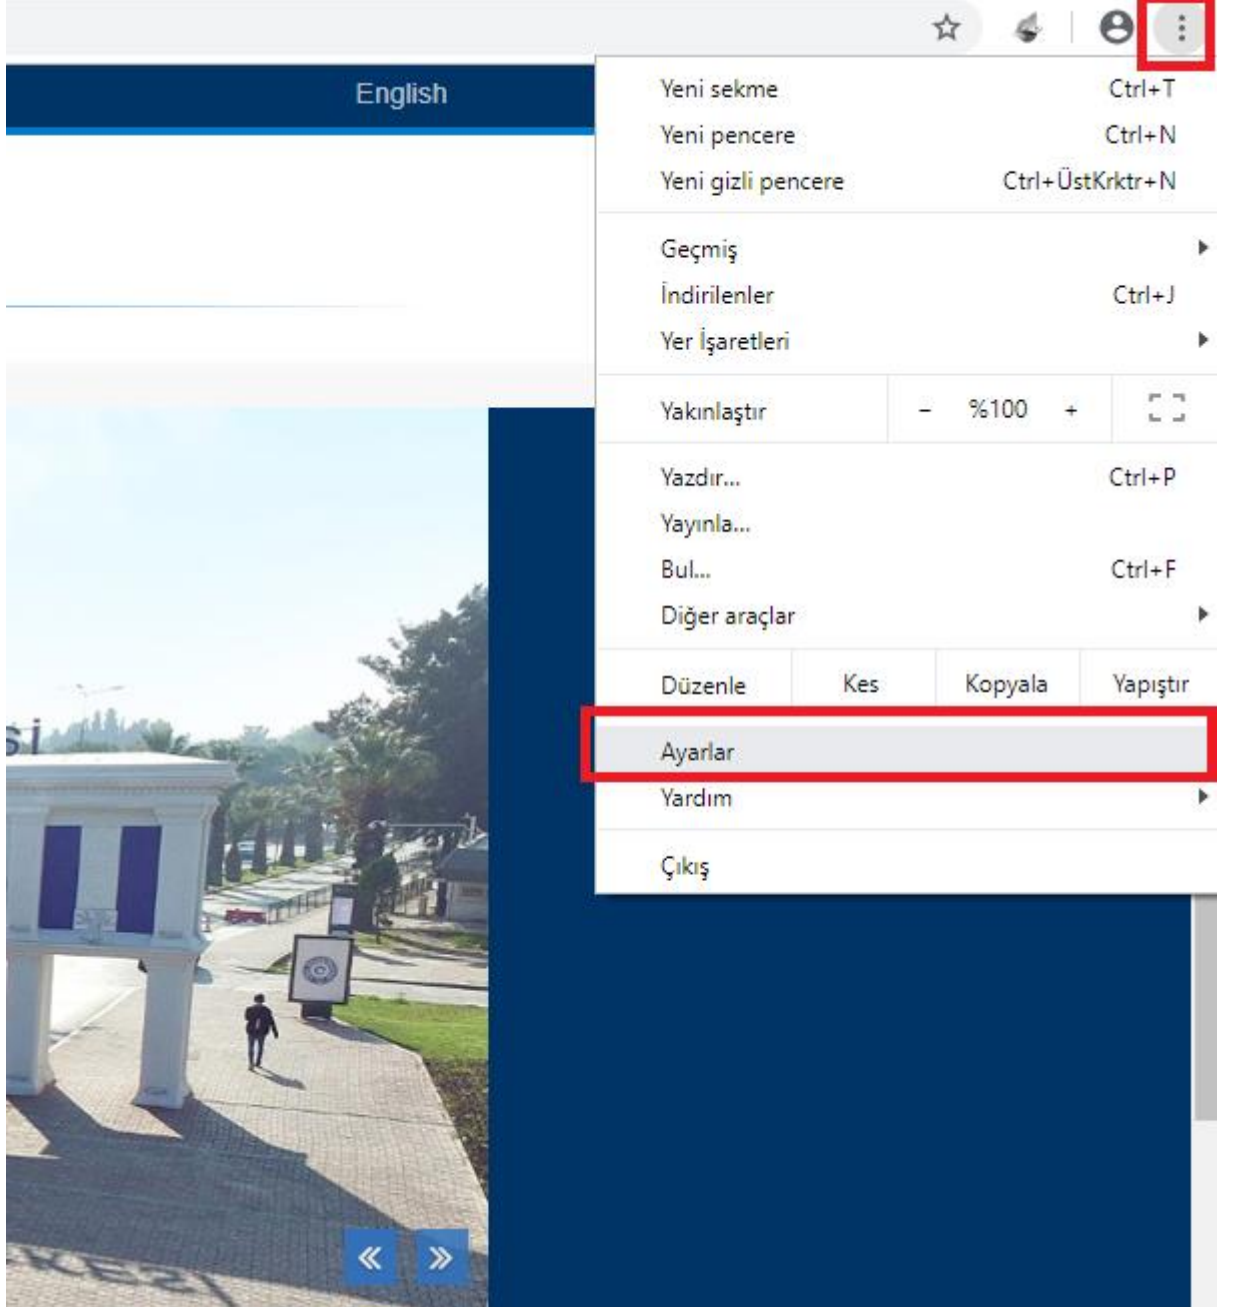 English
Yeni sekme Ctrl+T
Yeni pencere Ctrl+N
Yeni gizli pencere Ctrl+ÜstKrktr+N
Geçmiş
İndirilenler Ctrl+J
Yer İşaretleri
Yakınlaştır - %100 +
Yazdır... Ctrl+P
Yayınla...
Bul... Ctrl+F
Diğer araçlar
Düzenle Kes Kopyala Yapıştır
Ayarlar
Yardım
Çıkış